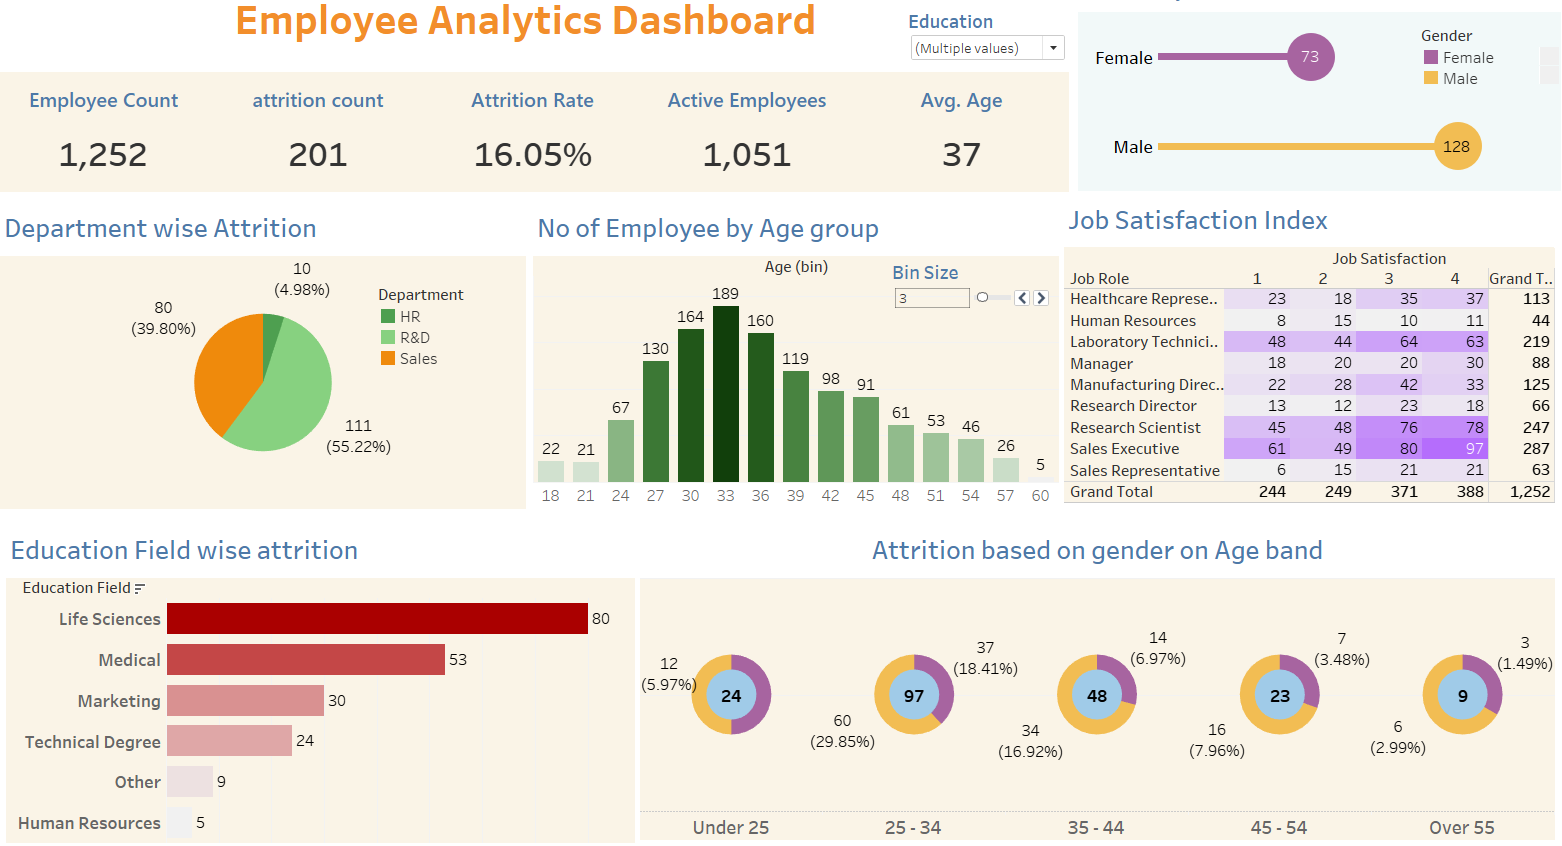 Employee Analytics Dashboard
Education
(Multiple values)
Employee Count
attrition count
Attrition Rate
Active Employees
Avg. Age
1,252
201
16.05%
1,051
37
Female
73
Male
128
Gender
Female
Male
Department wise Attrition
10
(4.98%)
80
(39.80%)
111
(55.22%)
Department
HR
R&D
Sales
No of Employee by Age group
Age (bin)
Bin Size
3
22
21
67
130
164
189
160
119
98
91
61
53
46
26
5
18 21 24 27 30 33 36 39 42 45 48 51 54 57 60
Job Satisfaction Index
Job Satisfaction
Job Role 1 2 3 4 Grand T..
Healthcare Represe.. 23 18 35 37 113
Human Resources 8 15 10 11 44
Laboratory Technici.. 48 44 64 63 219
Manager 18 20 20 30 88
Manufacturing Direc.. 22 28 42 33 125
Research Director 13 12 23 18 66
Research Scientist 45 48 76 78 247
Sales Executive 61 49 80 97 287
Sales Representative 6 15 21 21 63
Grand Total 244 249 371 388 1,252
Education Field wise attrition
Education Field
Life Sciences 80
Medical 53
Marketing 30
Technical Degree 24
Other 9
Human Resources 5
Attrition based on gender on Age band
12
(5.97%)
24
37
(18.41%)
97
60
(29.85%)
14
(6.97%)
48
34
(16.92%)
7
(3.48%)
23
16
(7.96%)
3
(1.49%)
9
6
(2.99%)
Under 25
25 - 34
35 - 44
45 - 54
Over 55